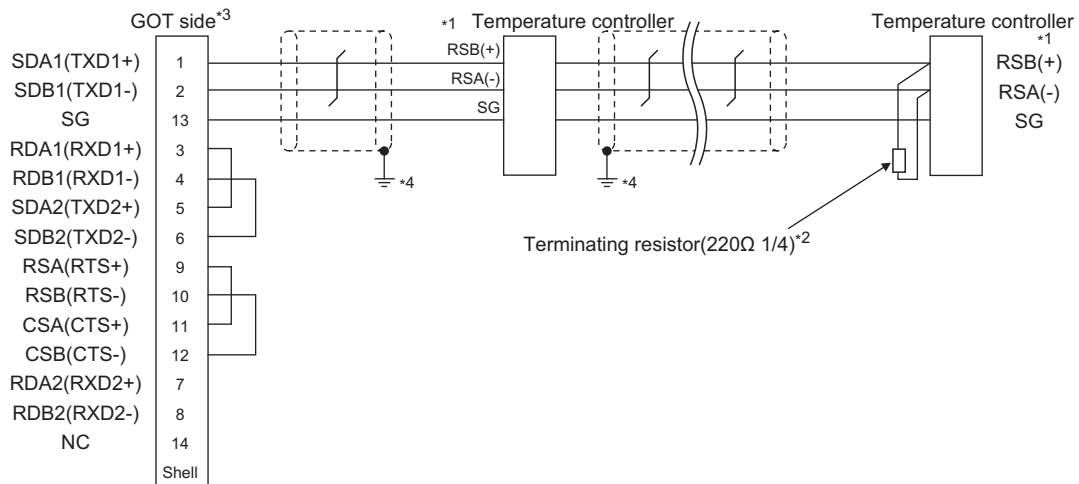 GOT side*3
*1 Temperature controller
Temperature controller
*1
SDA1(TXD1+) 1 RSB(+) RSB(+)
SDB1(TXD1-) 2 RSA(-) RSA(-)
SG 13 SG SG
RDA1(RXD1+) 3
RDB1(RXD1-) 4 *4 *4
SDA2(TXD2+) 5
SDB2(TXD2-) 6 Terminating resistor(220Ω 1/4)*2
RSA(RTS+) 9
RSB(RTS-) 10
CSA(CTS+) 11
CSB(CTS-) 12
RDA2(RXD2+) 7
RDB2(RXD2-) 8
NC 14
Shell